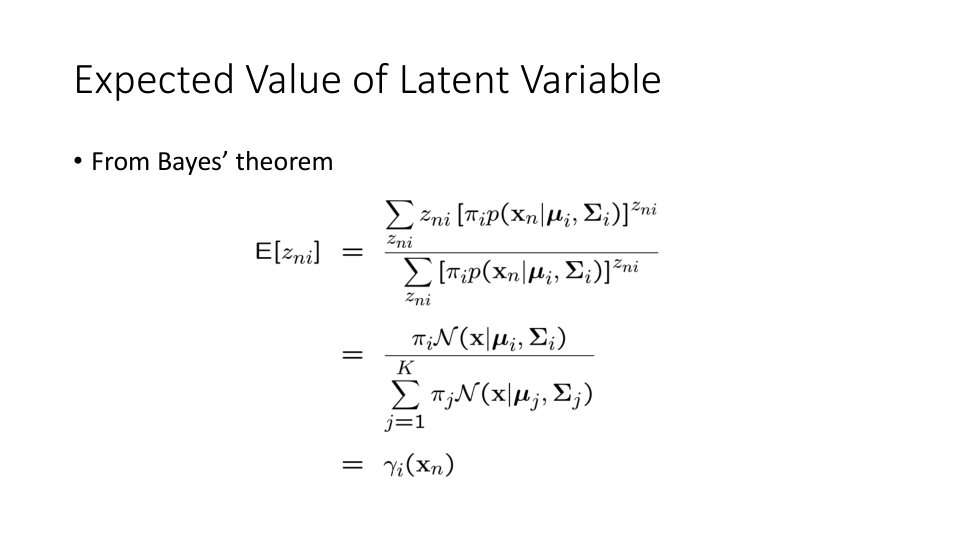 Expected Value of Latent Variable
• From Bayes’ theorem
E[z_{ni}] = \frac{\sum_{z_{ni}} z_{ni} [\pi_i p(\mathbf{x}_n|\boldsymbol{\mu}_i, \boldsymbol{\Sigma}_i)]^{z_{ni}}}{\sum_{z_{ni}} [\pi_i p(\mathbf{x}_n|\boldsymbol{\mu}_i, \boldsymbol{\Sigma}_i)]^{z_{ni}}}
= \frac{\pi_i \mathcal{N}(\mathbf{x}|\boldsymbol{\mu}_i, \boldsymbol{\Sigma}_i)}{\sum_{j=1}^{K} \pi_j \mathcal{N}(\mathbf{x}|\boldsymbol{\mu}_j, \boldsymbol{\Sigma}_j)}
= \gamma_i(\mathbf{x}_n)